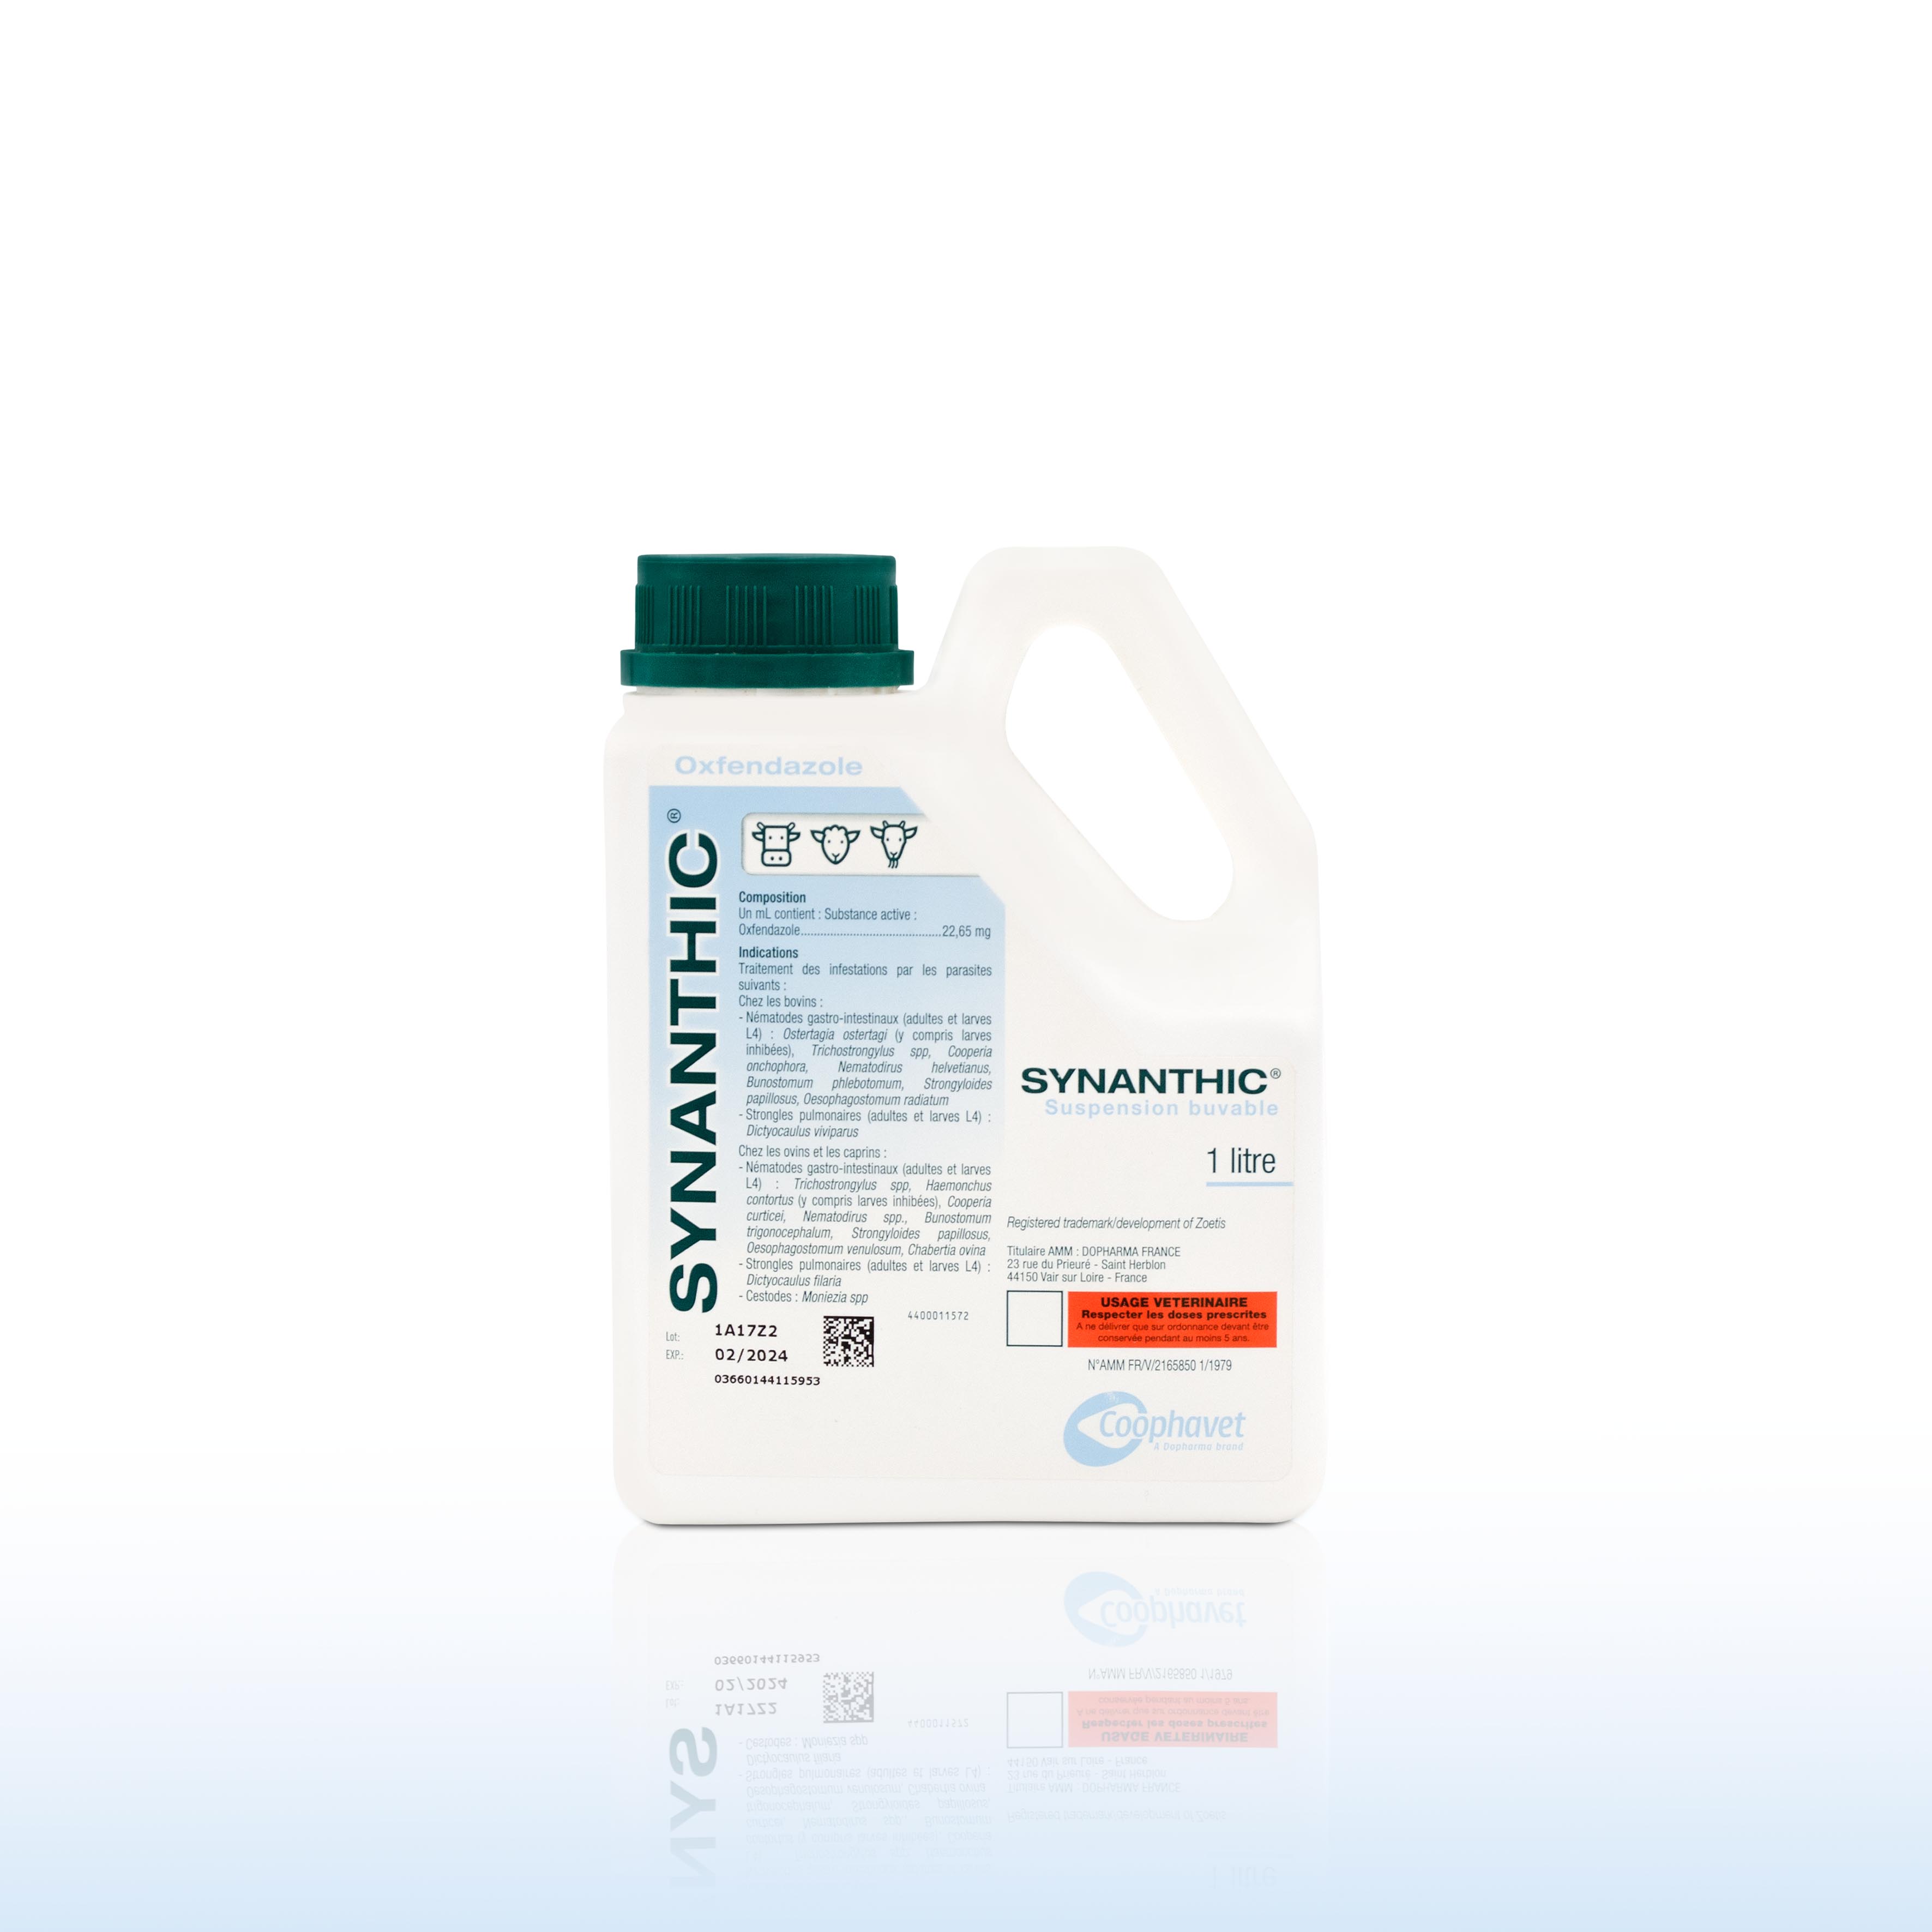 Oxfendazole
SYNANTHIC®
Composition
Un mL contient : Substance active :
Oxfendazole..........................................22,65 mg
Indications
Traitement des infestations par les parasites
suivants :
Chez les bovins :
- Nématodes gastro-intestinaux (adultes et larves
L4) : Ostertagia ostertagi (y compris larves
inhibées), Trichostrongylus spp, Cooperia
onchophora, Nematodirus helvetianus,
Bunostomum phlebotomum, Strongyloides
papillosus, Oesophagostomum radiatum
- Strongles pulmonaires (adultes et larves L4) :
Dictyocaulus viviparus
Chez les ovins et les caprins :
- Nématodes gastro-intestinaux (adultes et larves
L4) : Trichostrongylus spp, Haemonchus
contortus (y compris larves inhibées), Cooperia
curticei, Nematodirus spp., Bunostomum
trigonocephalum, Strongyloides papillosus,
Oesophagostomum venulosum, Chabertia ovina
- Strongles pulmonaires (adultes et larves L4) :
Dictyocaulus filaria
- Cestodes : Moniezia spp
4400011572
Lot: 1A17Z2
EXP.: 02/2024
03660144115953
SYNANTHIC®
Suspension buvable
1 litre
Registered trademark/development of Zoetis
Titulaire AMM : DOPHARMA FRANCE
23 rue du Prieuré - Saint Herblon
44150 Vair sur Loire - France
USAGE VETERINAIRE
Respecter les doses prescrites
A ne délivrer que sur ordonnance devant être
conservée pendant au moins 5 ans.
N°AMM FR/V/2165850 1/1979
Coophavet
A Dopharma brand